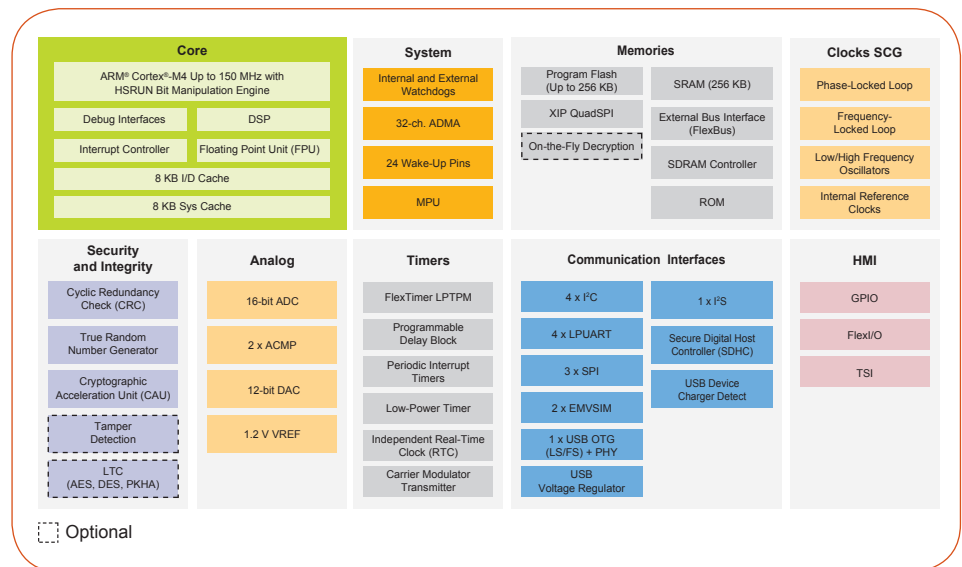 Core
ARM® Cortex®-M4 Up to 150 MHz with
HSRUN Bit Manipulation Engine
Debug Interfaces
DSP
Interrupt Controller
Floating Point Unit (FPU)
8 KB I/D Cache
8 KB Sys Cache
System
Internal and External
Watchdogs
32-ch. ADMA
24 Wake-Up Pins
MPU
Memories
Program Flash
(Up to 256 KB)
XIP QuadSPI
On-the-Fly Decryption
SRAM (256 KB)
External Bus Interface
(FlexBus)
SDRAM Controller
ROM
Clocks SCG
Phase-Locked Loop
Frequency-
Locked Loop
Low/High Frequency
Oscillators
Internal Reference
Clocks
Security
and Integrity
Cyclic Redundancy
Check (CRC)
True Random
Number Generator
Cryptographic
Acceleration Unit (CAU)
Tamper
Detection
LTC
(AES, DES, PKHA)
Analog
16-bit ADC
2 x ACMP
12-bit DAC
1.2 V VREF
Timers
FlexTimer LPTPM
Programmable
Delay Block
Periodic Interrupt
Timers
Low-Power Timer
Independent Real-Time
Clock (RTC)
Carrier Modulator
Transmitter
Communication Interfaces
4 x I²C
4 x LPUART
3 x SPI
2 x EMVSIM
1 x USB OTG
(LS/FS) + PHY
USB
Voltage Regulator
1 x I²S
Secure Digital Host
Controller (SDHC)
USB Device
Charger Detect
HMI
GPIO
FlexI/O
TSI
Optional